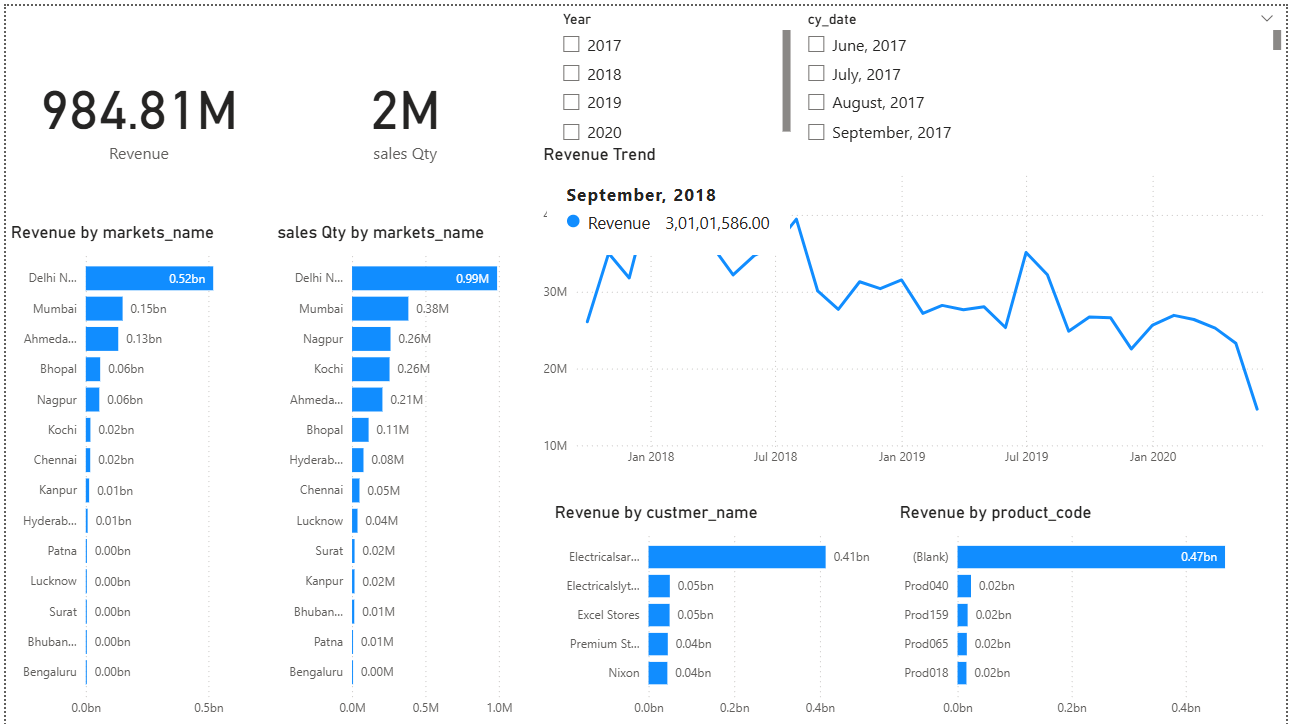 984.81M
Revenue
2M
sales Qty
Year
2017
2018
2019
2020
cy_date
June, 2017
July, 2017
August, 2017
September, 2017
Revenue Trend
September, 2018
Revenue 3,01,01,586.00
30M
20M
10M
Jan 2018 Jul 2018 Jan 2019 Jul 2019 Jan 2020
Revenue by markets_name
Delhi N... 0.52bn
Mumbai 0.15bn
Ahmeda... 0.13bn
Bhopal 0.06bn
Nagpur 0.06bn
Kochi 0.02bn
Chennai 0.02bn
Kanpur 0.01bn
Hyderab... 0.01bn
Patna 0.00bn
Lucknow 0.00bn
Surat 0.00bn
Bhuban... 0.00bn
Bengaluru 0.00bn
0.0bn 0.5bn
sales Qty by markets_name
Delhi N... 0.99M
Mumbai 0.38M
Nagpur 0.26M
Kochi 0.26M
Ahmeda... 0.21M
Bhopal 0.11M
Hyderab... 0.08M
Chennai 0.05M
Lucknow 0.04M
Surat 0.02M
Kanpur 0.02M
Bhuban... 0.01M
Patna 0.01M
Bengaluru 0.00M
0.0M 0.5M 1.0M
Revenue by custmer_name
Electricalsar... 0.41bn
Electricalslyt... 0.05bn
Excel Stores 0.05bn
Premium St... 0.04bn
Nixon 0.04bn
0.0bn 0.2bn 0.4bn
Revenue by product_code
(Blank) 0.47bn
Prod040 0.02bn
Prod159 0.02bn
Prod065 0.02bn
Prod018 0.02bn
0.0bn 0.2bn 0.4bn